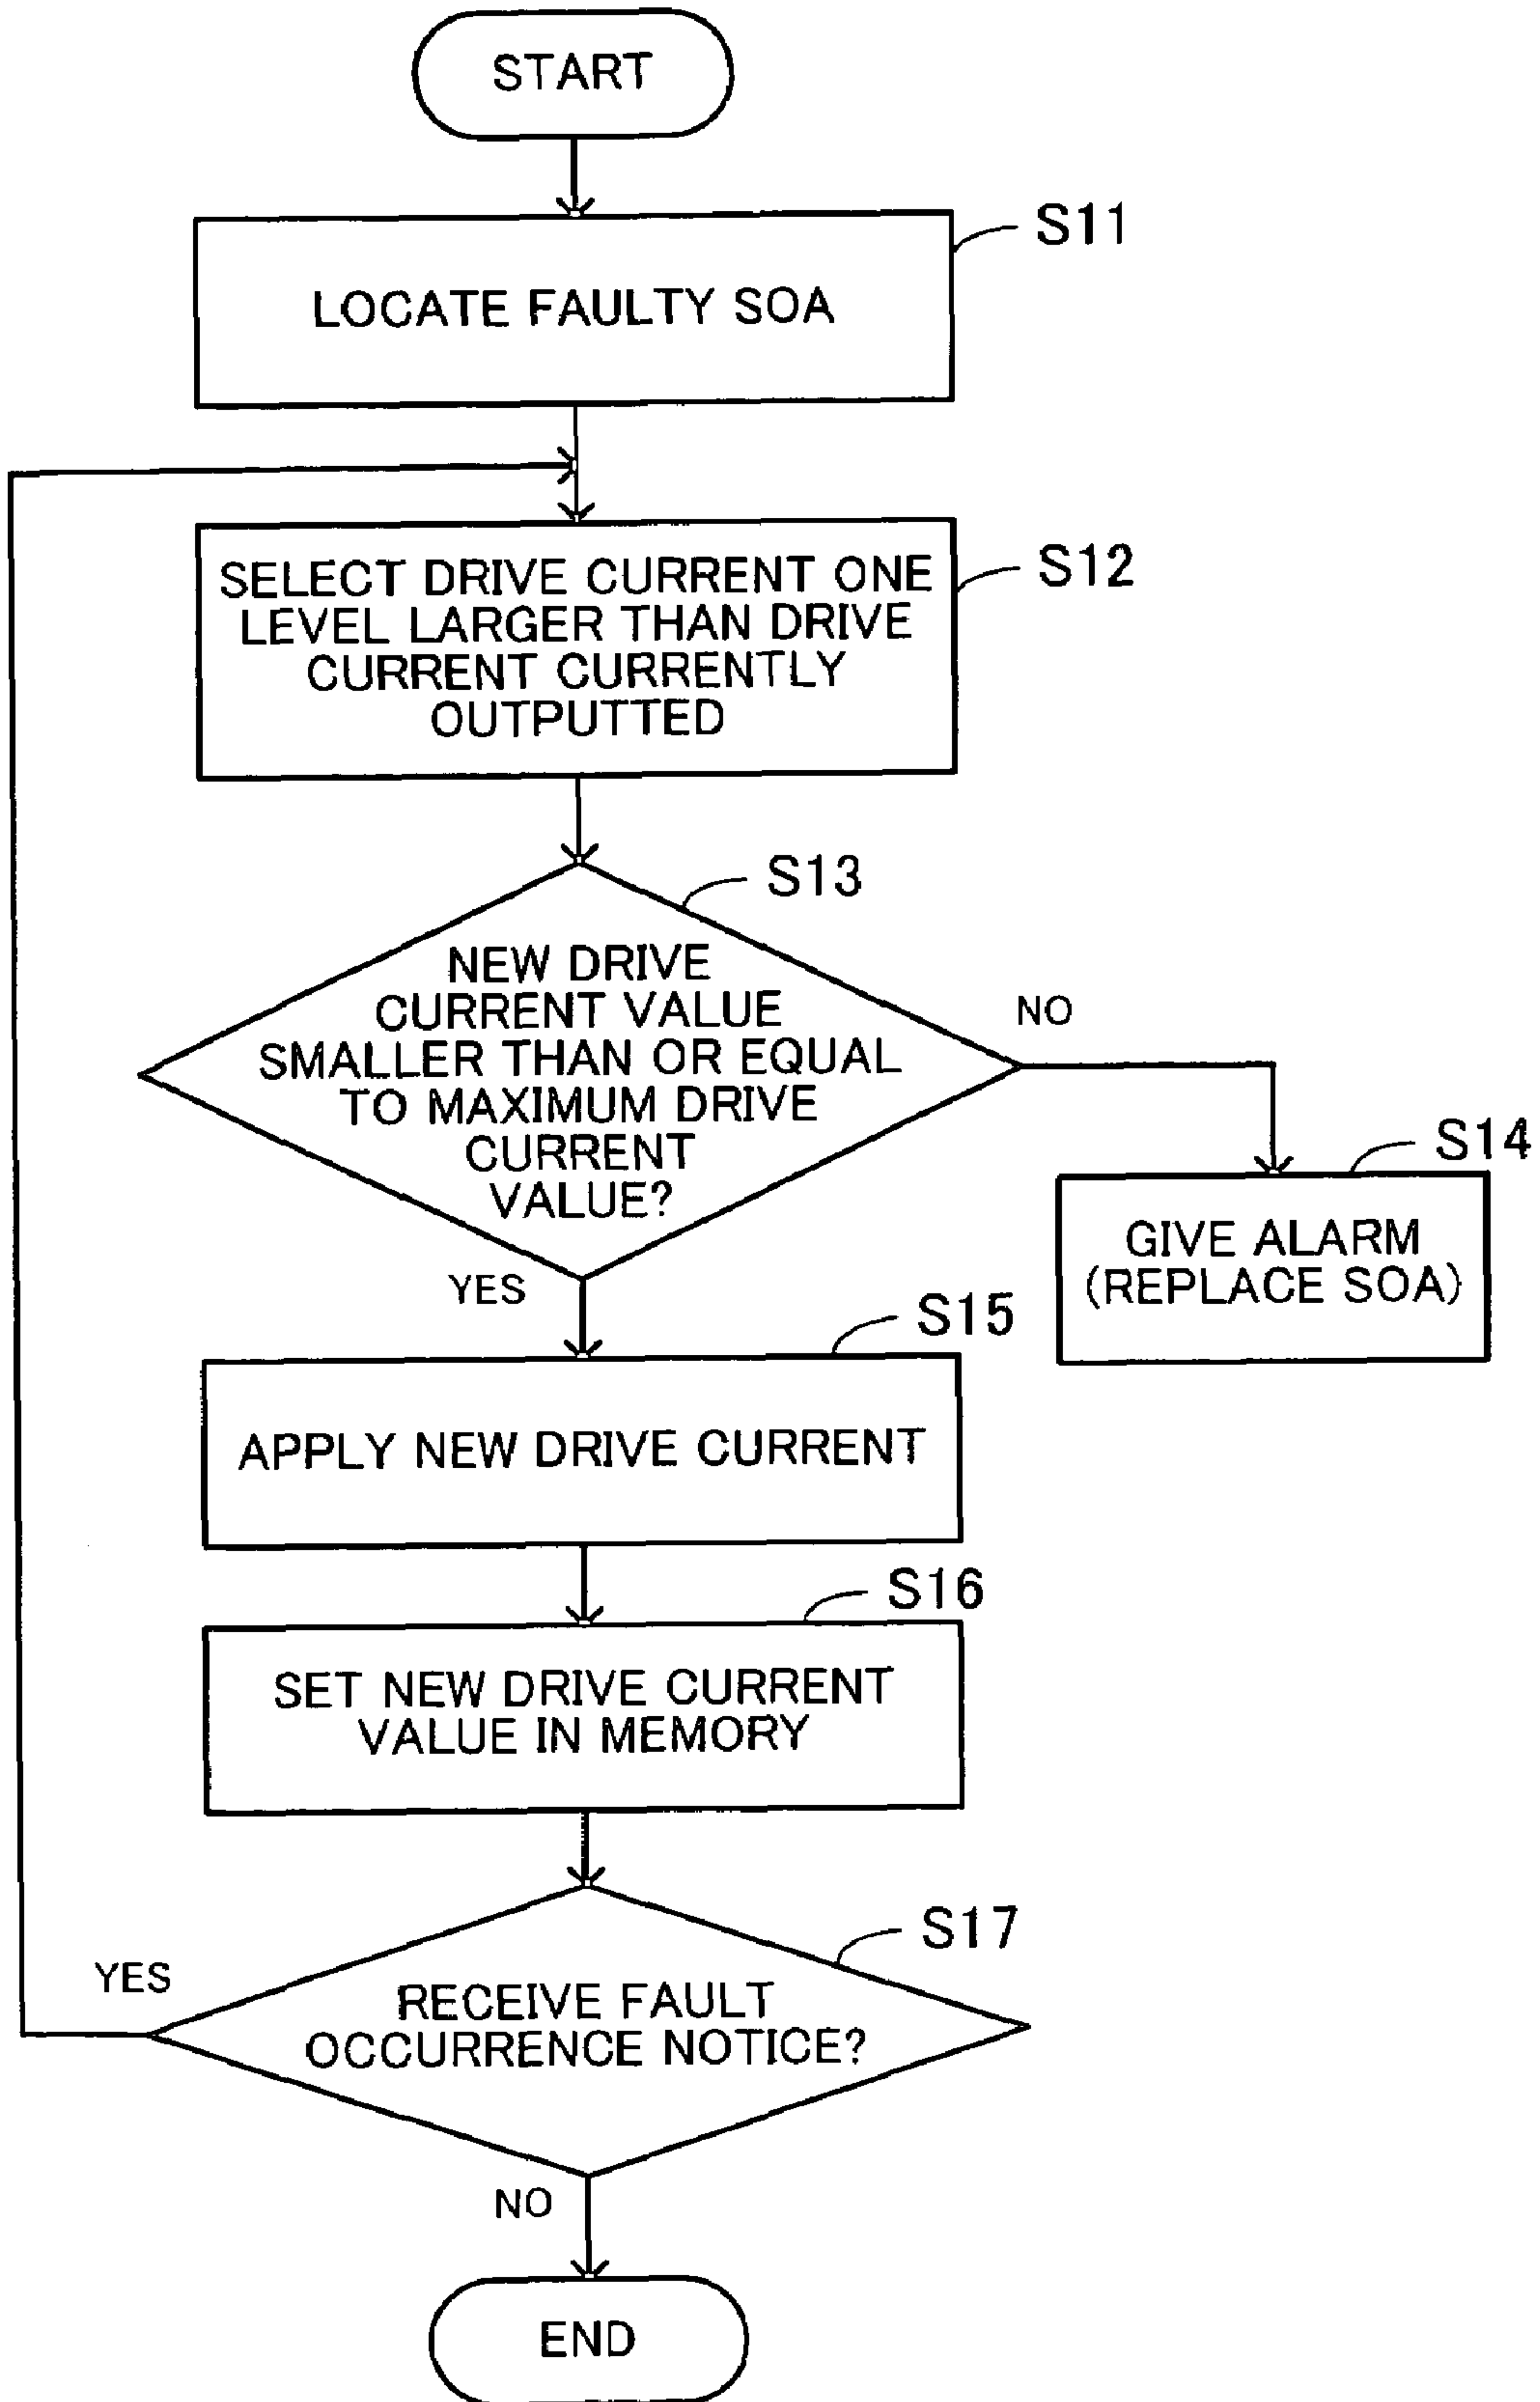 START
S11
LOCATE FAULTY SOA
S12
SELECT DRIVE CURRENT ONE
LEVEL LARGER THAN DRIVE
CURRENT CURRENTLY
OUTPUTTED
S13
NEW DRIVE
CURRENT VALUE
SMALLER THAN OR EQUAL
TO MAXIMUM DRIVE
CURRENT
VALUE?
NO
S14
GIVE ALARM
(REPLACE SOA)
YES
S15
APPLY NEW DRIVE CURRENT
S16
SET NEW DRIVE CURRENT
VALUE IN MEMORY
S17
YES
RECEIVE FAULT
OCCURRENCE NOTICE?
NO
END